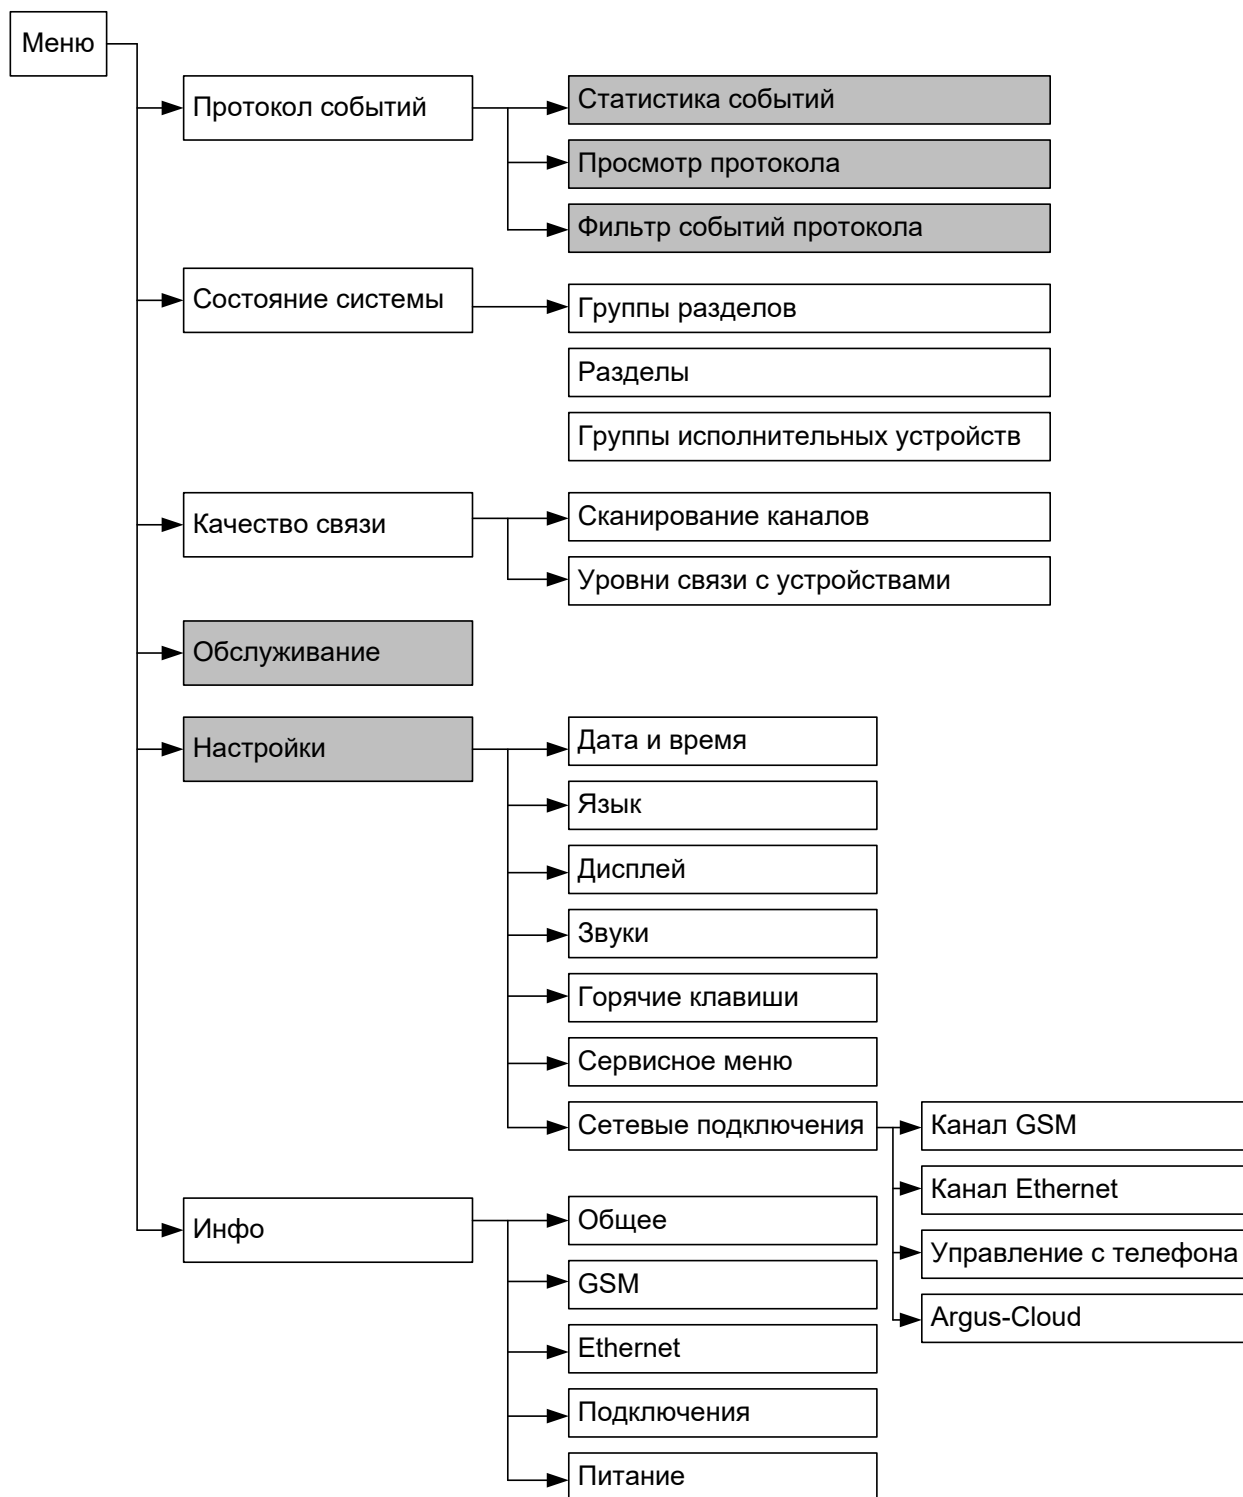 Меню
Протокол событий
Статистика событий
Просмотр протокола
Фильтр событий протокола
Состояние системы
Группы разделов
Разделы
Группы исполнительных устройств
Качество связи
Сканирование каналов
Уровни связи с устройствами
Обслуживание
Настройки
Дата и время
Язык
Дисплей
Звуки
Горячие клавиши
Сервисное меню
Сетевые подключения
Канал GSM
Канал Ethernet
Управление с телефона
Argus-Cloud
Инфо
Общее
GSM
Ethernet
Подключения
Питание